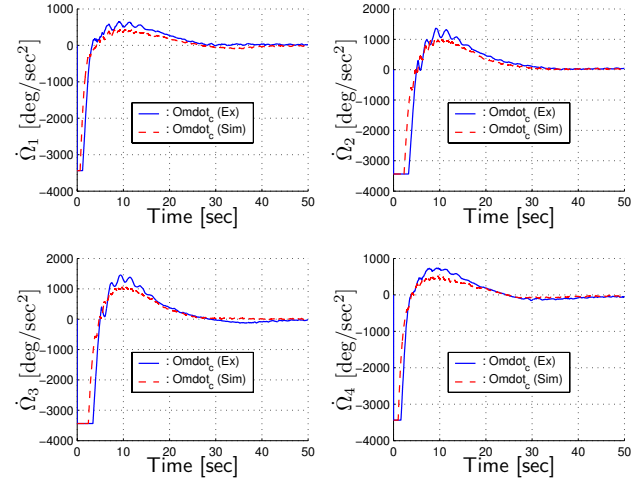 1000
0
−1000
−2000
−3000
−4000
0 10 20 30 40 50
Time [sec]
Ω̇₁ [deg/sec²]
: Omdot_c (Ex)
: Omdot_c (Sim)
2000
1000
0
−1000
−2000
−3000
−4000
0 10 20 30 40 50
Time [sec]
Ω̇₂ [deg/sec²]
: Omdot_c (Ex)
: Omdot_c (Sim)
2000
1000
0
−1000
−2000
−3000
−4000
0 10 20 30 40 50
Time [sec]
Ω̇₃ [deg/sec²]
: Omdot_c (Ex)
: Omdot_c (Sim)
1000
0
−1000
−2000
−3000
4000
0 10 20 30 40 50
Time [sec]
Ω̇₄ [deg/sec²]
: Omdot_c (Ex)
: Omdot_c (Sim)